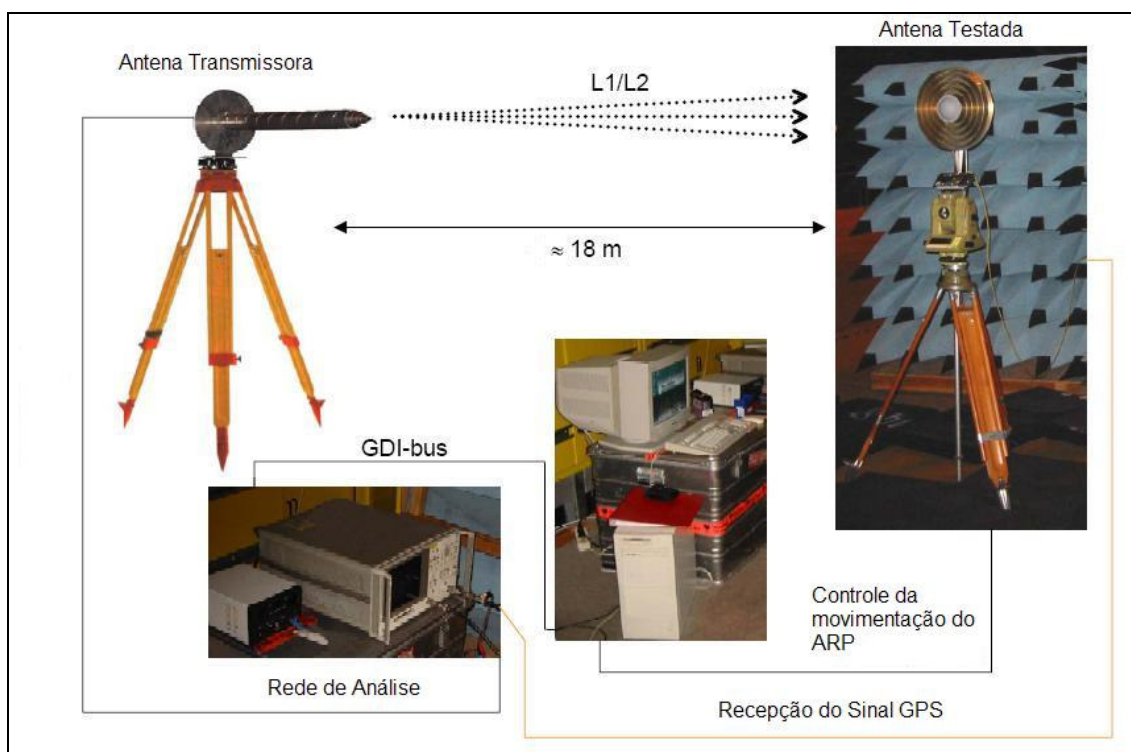 Antena Transmissora
Antena Testada
L1/L2
≈ 18 m
GDI-bus
Controle da
movimentação do
ARP
Rede de Análise
Recepção do Sinal GPS